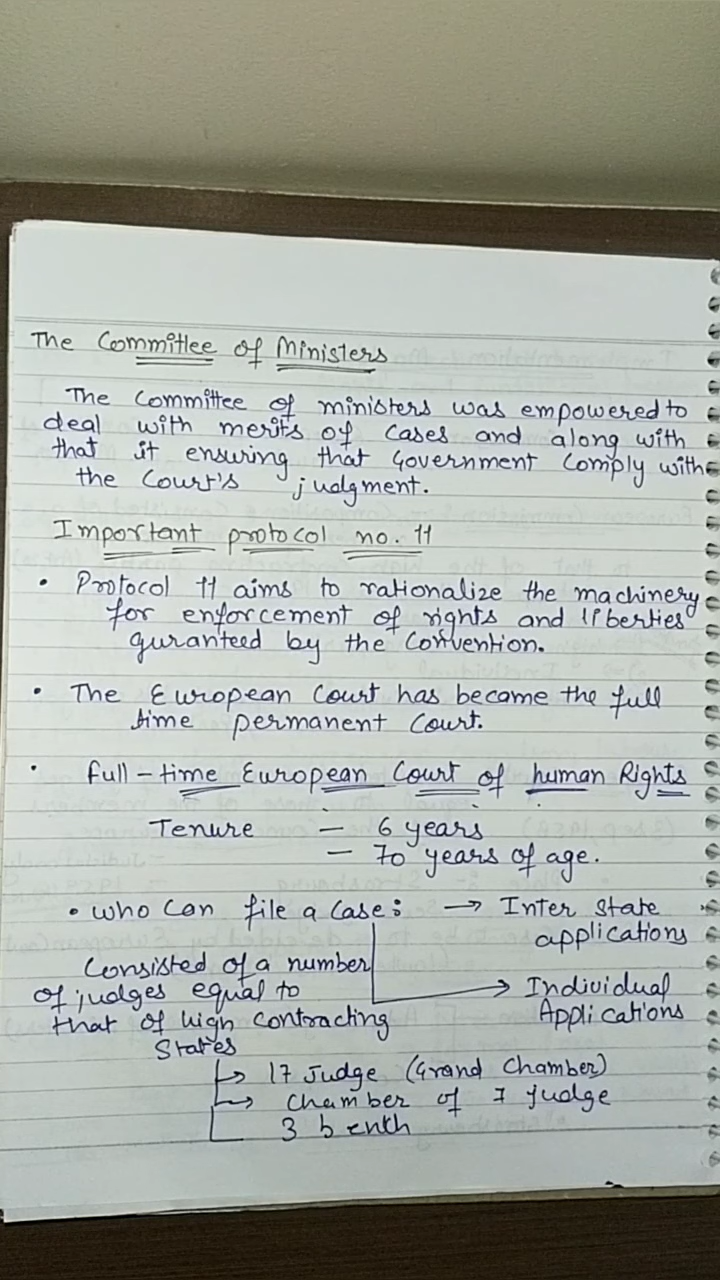 The Committee of Ministers
The Committee of ministers was empowered to
deal with merits of cases and along with
that it ensuring that Government Comply with
the Court's judgment.
Important protocol no. 11
• Protocol 11 aims to rationalize the machinery
for enforcement of rights and liberties
guranteed by the Convention.
• The European Court has became the full
time permanent Court.
• full-time European Court of human Rights
Tenure - 6 years
- 70 years of age.
• who can file a case: → Inter state
applications
Consisted of a number
of judges equal to → Individual
that of high contracting Applications
States
→ 17 Judge (Grand Chamber)
→ chamber of 7 judge
3 benth